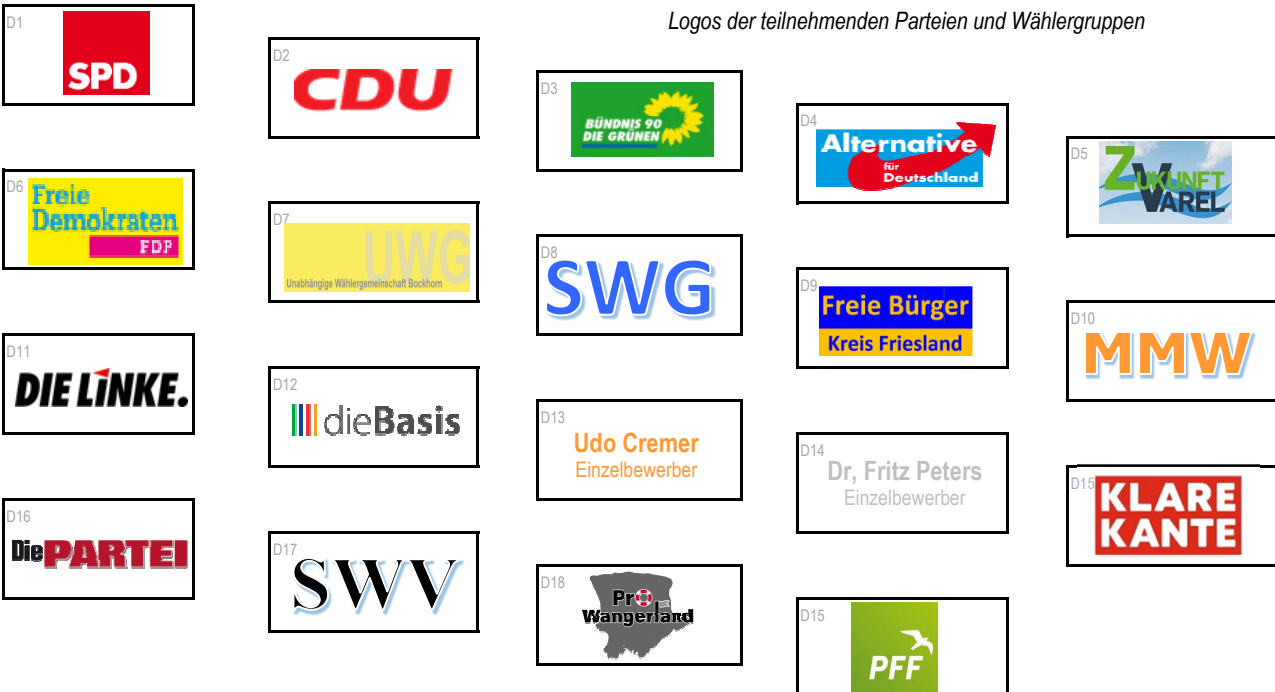 Logos der teilnehmenden Parteien und Wählergruppen
D1
SPD
D2
CDU
D3
BÜNDNIS 90
DIE GRÜNEN
D4
Alternative
für
Deutschland
D5
ZUKUNFT
VAREL
D6
Freie
Demokraten
FDP
D7
UWG
Unabhängige Wählergemeinschaft Bockhorn
D8
SWG
D9
Freie Bürger
Kreis Friesland
D10
MMW
D11
DIE LiNKE.
D12
dieBasis
D13
Udo Cremer
Einzelbewerber
D14
Dr, Fritz Peters
Einzelbewerber
D15
KLARE
KANTE
D16
Die PARTEI
D17
SWV
D18
Pro
Wangerland
D15
PFF